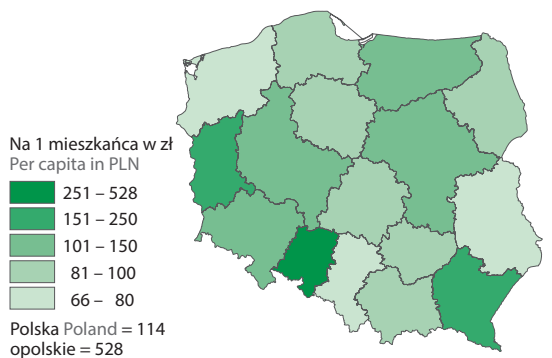 Na 1 mieszkańca w zł
Per capita in PLN
251 – 528
151 – 250
101 – 150
81 – 100
66 – 80
Polska Poland = 114
opolskie = 528